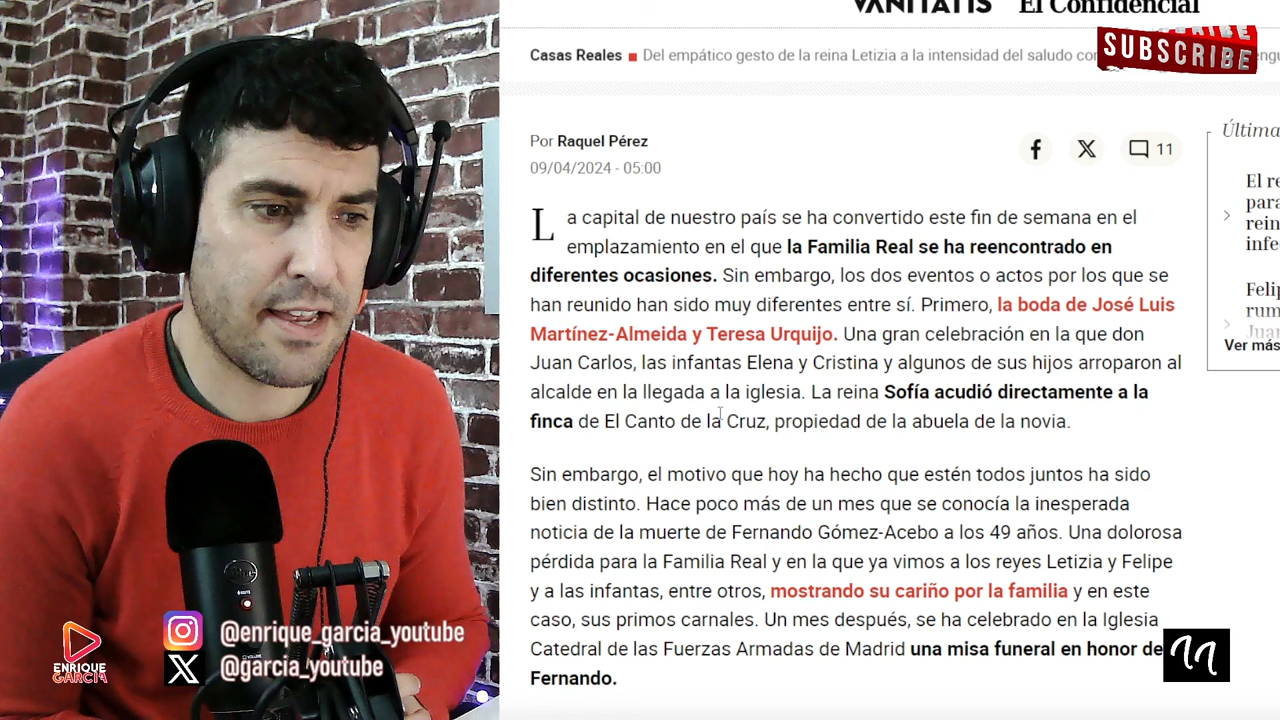 VANITATIS El Confidencial
Casas Reales Del empático gesto de la reina Letizia a la intensidad del saludo
SUBSCRIBE
Por Raquel Pérez
09/04/2024 - 05:00
11
La capital de nuestro país se ha convertido este fin de semana en el
emplazamiento en el que la Familia Real se ha reencontrado en
diferentes ocasiones. Sin embargo, los dos eventos o actos por los que se
han reunido han sido muy diferentes entre sí. Primero, la boda de José Luis
Martínez-Almeida y Teresa Urquijo. Una gran celebración en la que don
Juan Carlos, las infantas Elena y Cristina y algunos de sus hijos arroparon al
alcalde en la llegada a la iglesia. La reina Sofía acudió directamente a la
finca de El Canto de la Cruz, propiedad de la abuela de la novia.
Sin embargo, el motivo que hoy ha hecho que estén todos juntos ha sido
bien distinto. Hace poco más de un mes que se conocía la inesperada
noticia de la muerte de Fernando Gómez-Acebo a los 49 años. Una dolorosa
pérdida para la Familia Real y en la que ya vimos a los reyes Letizia y Felipe
y a las infantas, entre otros, mostrando su cariño por la familia y en este
caso, sus primos carnales. Un mes después, se ha celebrado en la Iglesia
Catedral de las Fuerzas Armadas de Madrid una misa funeral en honor de
Fernando.
Última
El re
para
rein
infe
Felip
rum
Jua
Ver más
ENRIQUE
GARCIA
@enrique_garcia_youtube
@garcia_youtube